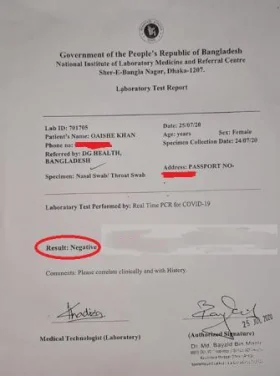 Government of the People's Republic of Bangladesh
National Institute of Laboratory Medicine and Referral Centre
Sher-E-Bangla Nagar, Dhaka-1207.
Laboratory Test Report
Lab ID: 701705 Date: 25/07/20
Patient's Name: OAISHE KHAN Age: years Sex: Female
Phone no: Specimen Collection Date: 24/07/20
Referred by: DG HEALTH,
BANGLADESH Address: PASSPORT NO-
Specimen: Nasal Swab/ Throat Swab
Laboratory Test Performed by: Real Time PCR for COVID-19
Result: Negative
Comments: Please correlate clinically and with History.
Medical Technologist (Laboratory) (Authorized Signature)
Dr. Md.